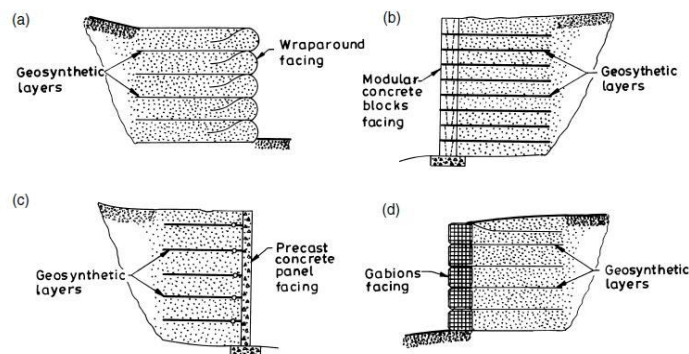 (a)
Geosynthetic
layers
Wraparound
facing
(b)
Modular
concrete
blocks
facing
Geosythetic
layers
(c)
Geosynthetic
layers
Precast
concrete
panel
facing
(d)
Gabions
facing
Geosynthetic
layers